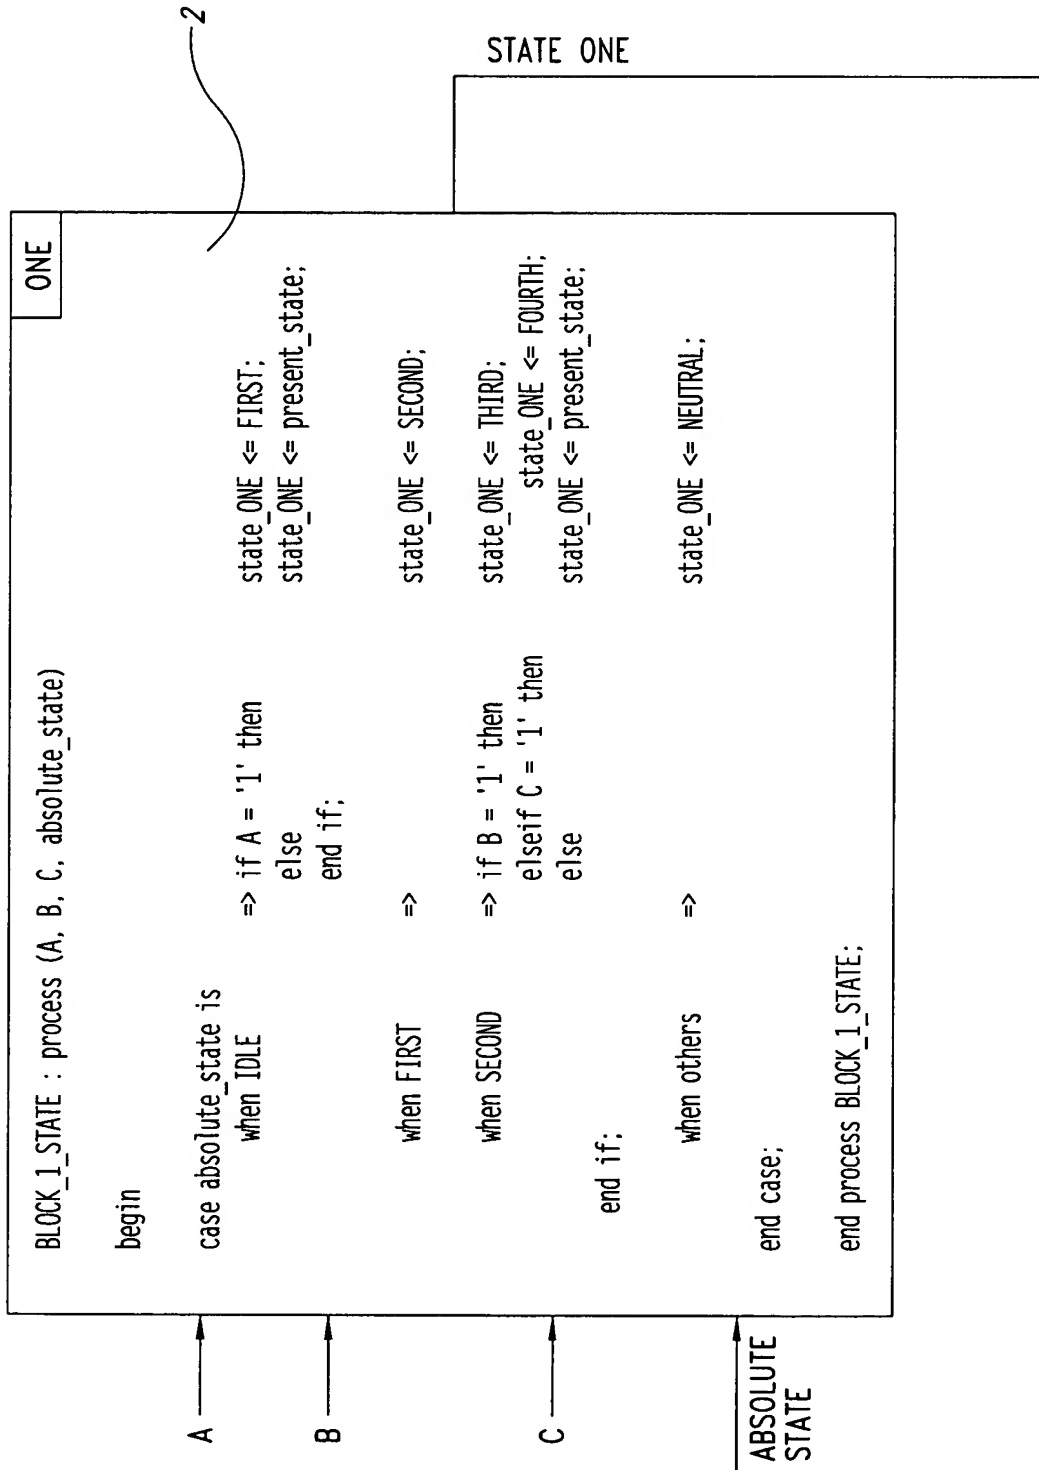 ONE
2
BLOCK_1_STATE : process (A, B, C, absolute_state)
begin
case absolute_state is
when IDLE => if A = '1' then state_ONE <= FIRST;
else state_ONE <= present_state;
end if;
when FIRST => state_ONE <= SECOND;
when SECOND => if B = '1' then state_ONE <= THIRD;
elseif C = '1' then state_ONE <= FOURTH;
else state_ONE <= present_state;
end if;
when others => state_ONE <= NEUTRAL;
end case;
end process BLOCK_1_STATE;
A
B
C
ABSOLUTE
STATE
STATE ONE